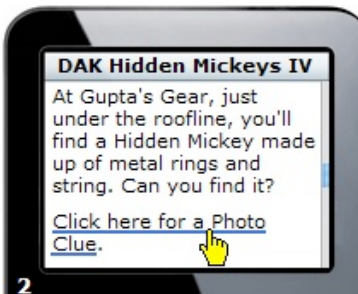 DAK Hidden Mickeys IV
At Gupta's Gear, just
under the roofline, you'll
find a Hidden Mickey made
up of metal rings and
string. Can you find it?
Click here for a Photo
Clue.
2